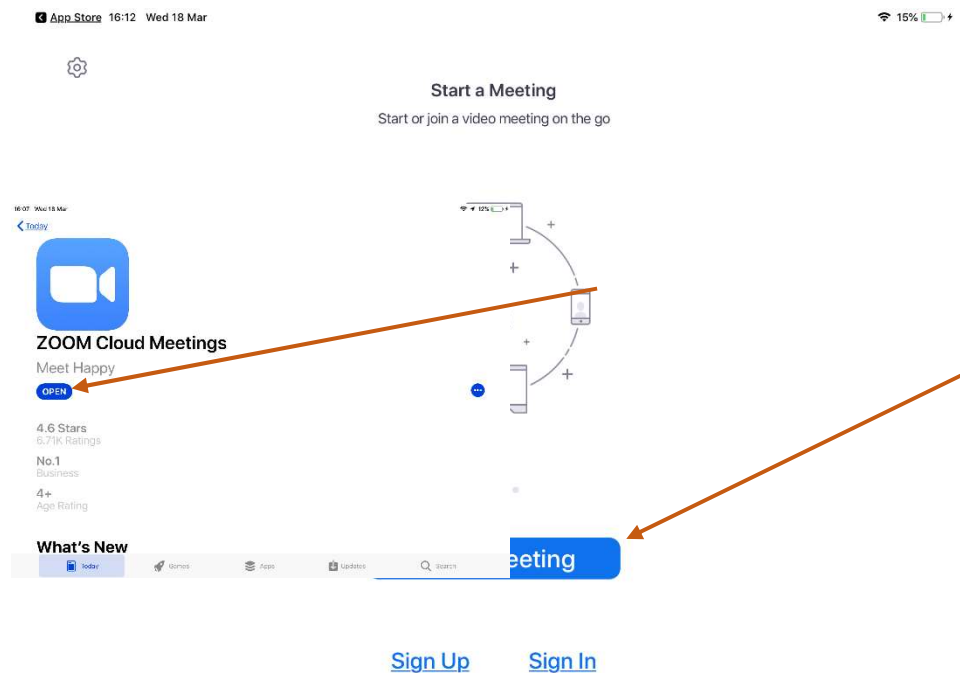 App Store 16:12 Wed 18 Mar
15%
Start a Meeting
Start or join a video meeting on the go
16:07 Wed 18 Mar
12%
Today
ZOOM Cloud Meetings
Meet Happy
OPEN
4.6 Stars
6.71K Ratings
No.1
Business
4+
Age Rating
What's New
Today Games Apps Updates Search
eeting
Sign Up Sign In